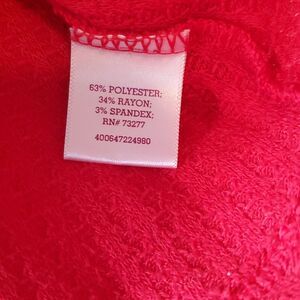 63% POLYESTER;
34% RAYON;
3% SPANDEX;
RN# 73277
400647224980